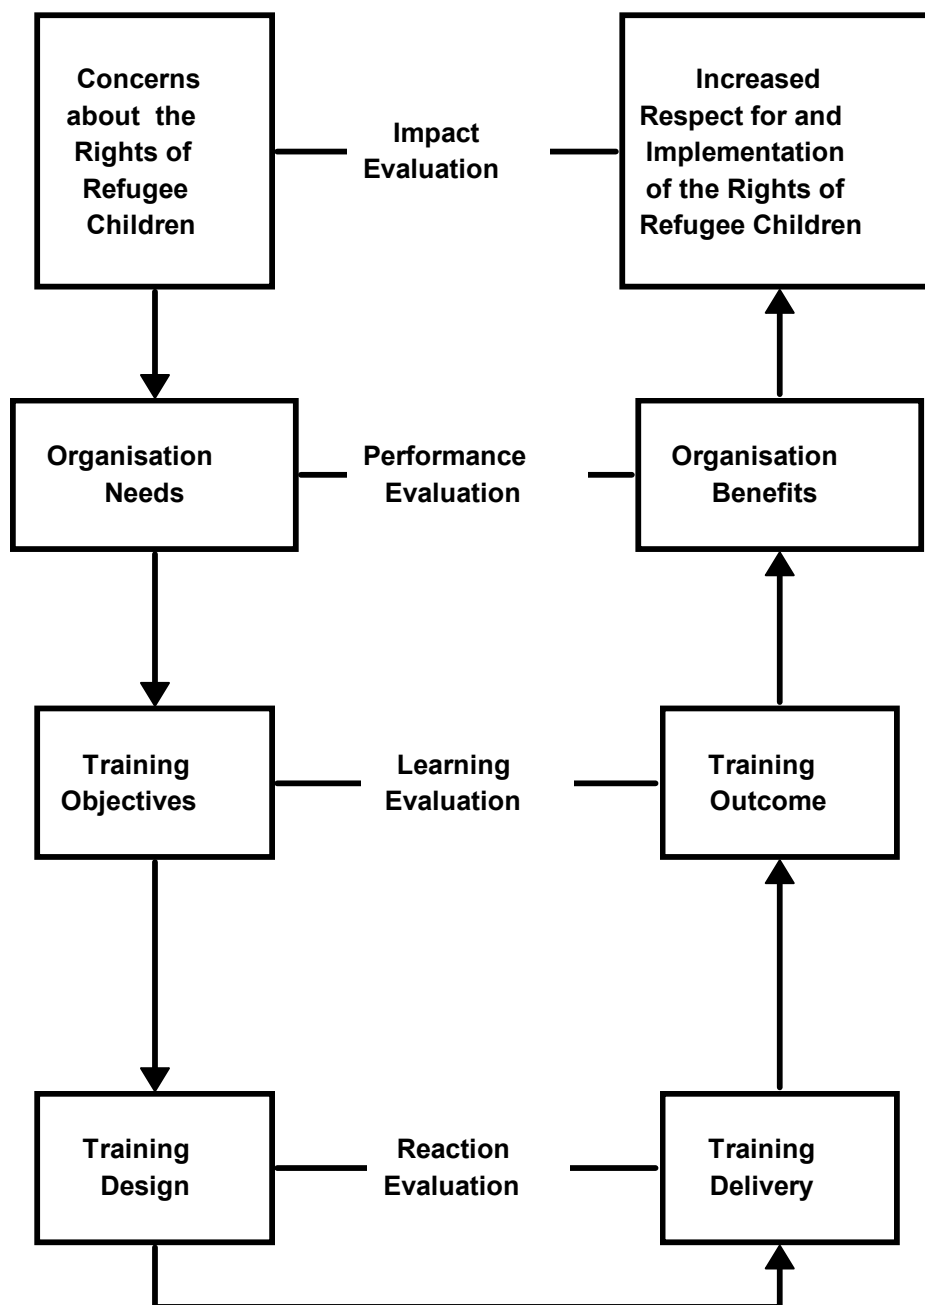 Concerns
about the
Rights of
Refugee
Children
Impact
Evaluation
Increased
Respect for and
Implementation
of the Rights of
Refugee Children
Organisation
Needs
Performance
Evaluation
Organisation
Benefits
Training
Objectives
Learning
Evaluation
Training
Outcome
Training
Design
Reaction
Evaluation
Training
Delivery